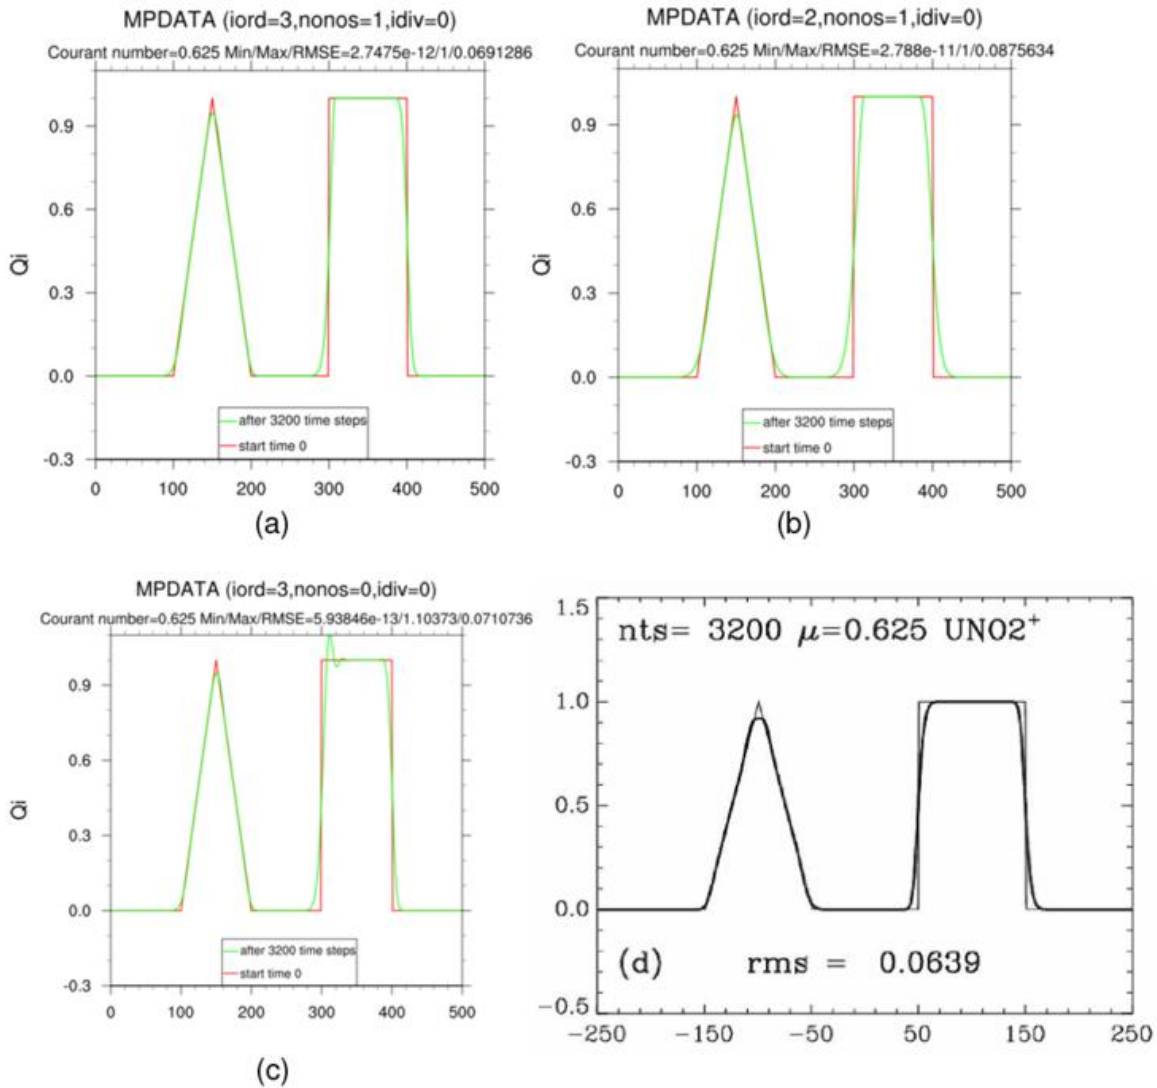 MPDATA (iord=3,nonos=1,idiv=0)
Courant number=0.625 Min/Max/RMSE=2.7475e-12/1/0.0691286
0.9
0.6
0.3
0.0
-0.3
Qi
after 3200 time steps
start time 0
0 100 200 300 400 500
(a)
MPDATA (iord=2,nonos=1,idiv=0)
Courant number=0.625 Min/Max/RMSE=2.788e-11/1/0.0875634
0.9
0.6
0.3
0.0
-0.3
Qi
after 3200 time steps
start time 0
0 100 200 300 400 500
(b)
MPDATA (iord=3,nonos=0,idiv=0)
Courant number=0.625 Min/Max/RMSE=5.93846e-13/1.10373/0.0710736
0.9
0.6
0.3
0.0
-0.3
Qi
after 3200 time steps
start time 0
0 100 200 300 400 500
(c)
1.5
nts= 3200 μ=0.625 UNO2⁺
1.0
0.5
0.0
(d) rms = 0.0639
−0.5
−250 −150 −50 50 150 250